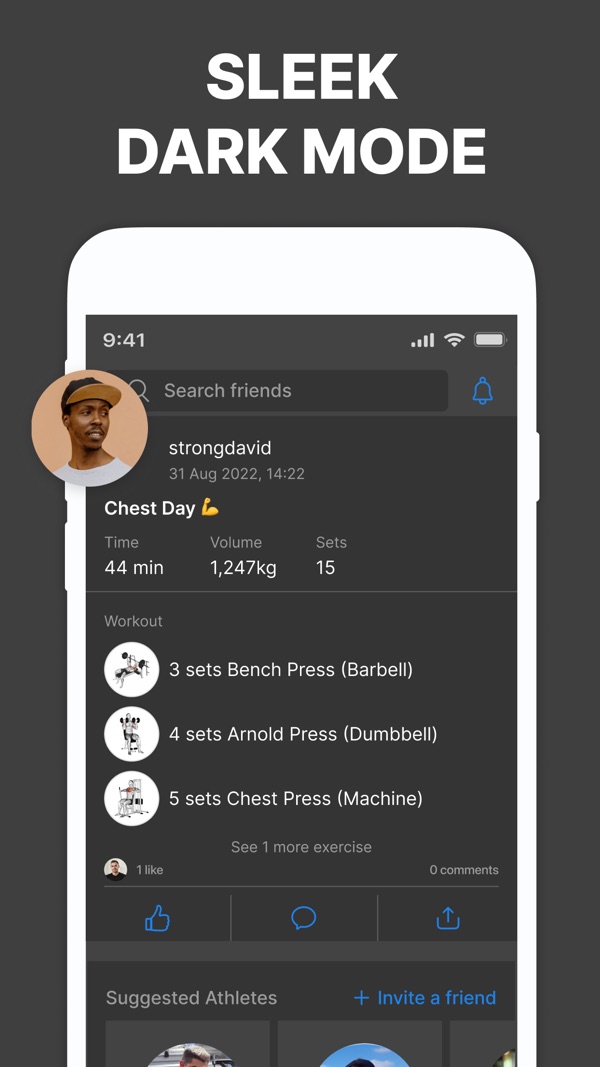 SLEEK
DARK MODE
9:41
Search friends
strongdavid
31 Aug 2022, 14:22
Chest Day 💪
Time Volume Sets
44 min 1,247kg 15
Workout
3 sets Bench Press (Barbell)
4 sets Arnold Press (Dumbbell)
5 sets Chest Press (Machine)
See 1 more exercise
1 like 0 comments
Suggested Athletes + Invite a friend